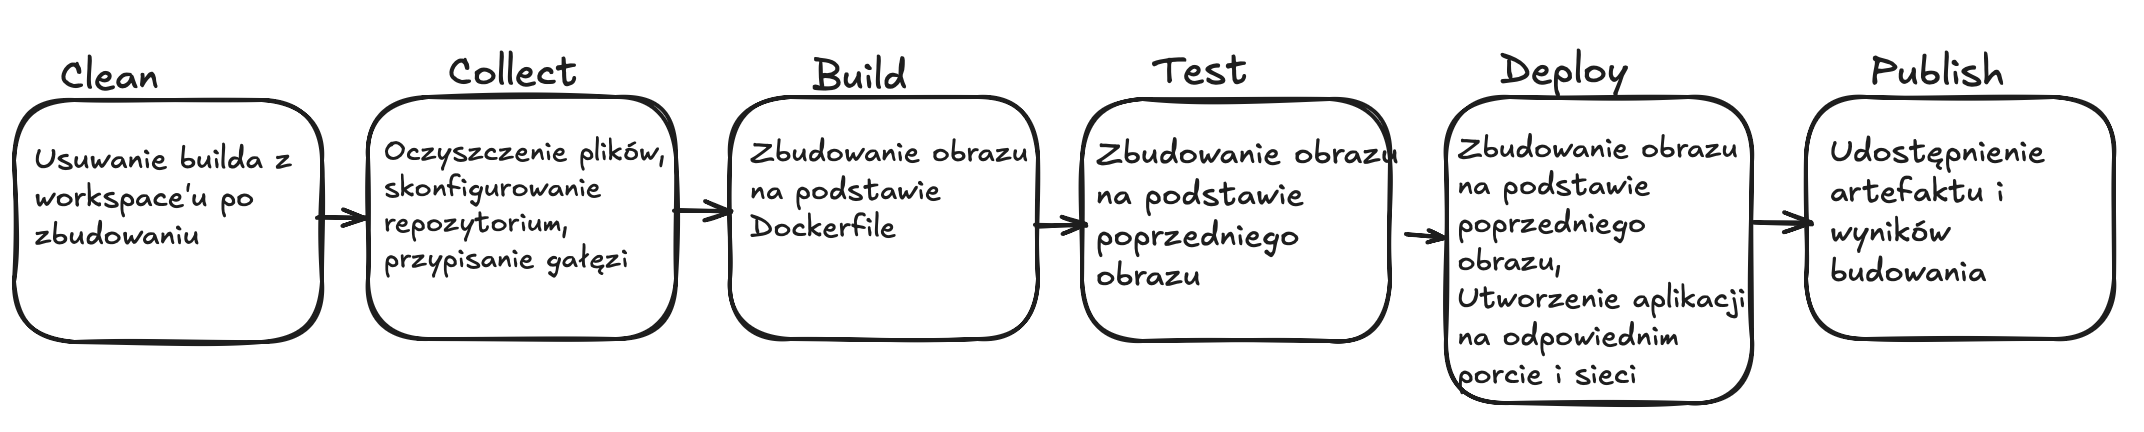 Clean
Usuwanie builda z
workspace'u po
zbudowaniu
Collect
Oczyszczenie plików,
skonfigurowanie
repozytorium,
przypisanie gałęzi
Build
Zbudowanie obrazu
na podstawie
Dockerfile
Test
Zbudowanie obrazu
na podstawie
poprzedniego
obrazu
Deploy
Zbudowanie obrazu
na podstawie
poprzedniego
obrazu,
Utworzenie aplikacji
na odpowiednim
porcie i sieci
Publish
Udostępnienie
artefaktu i
wyników
budowania